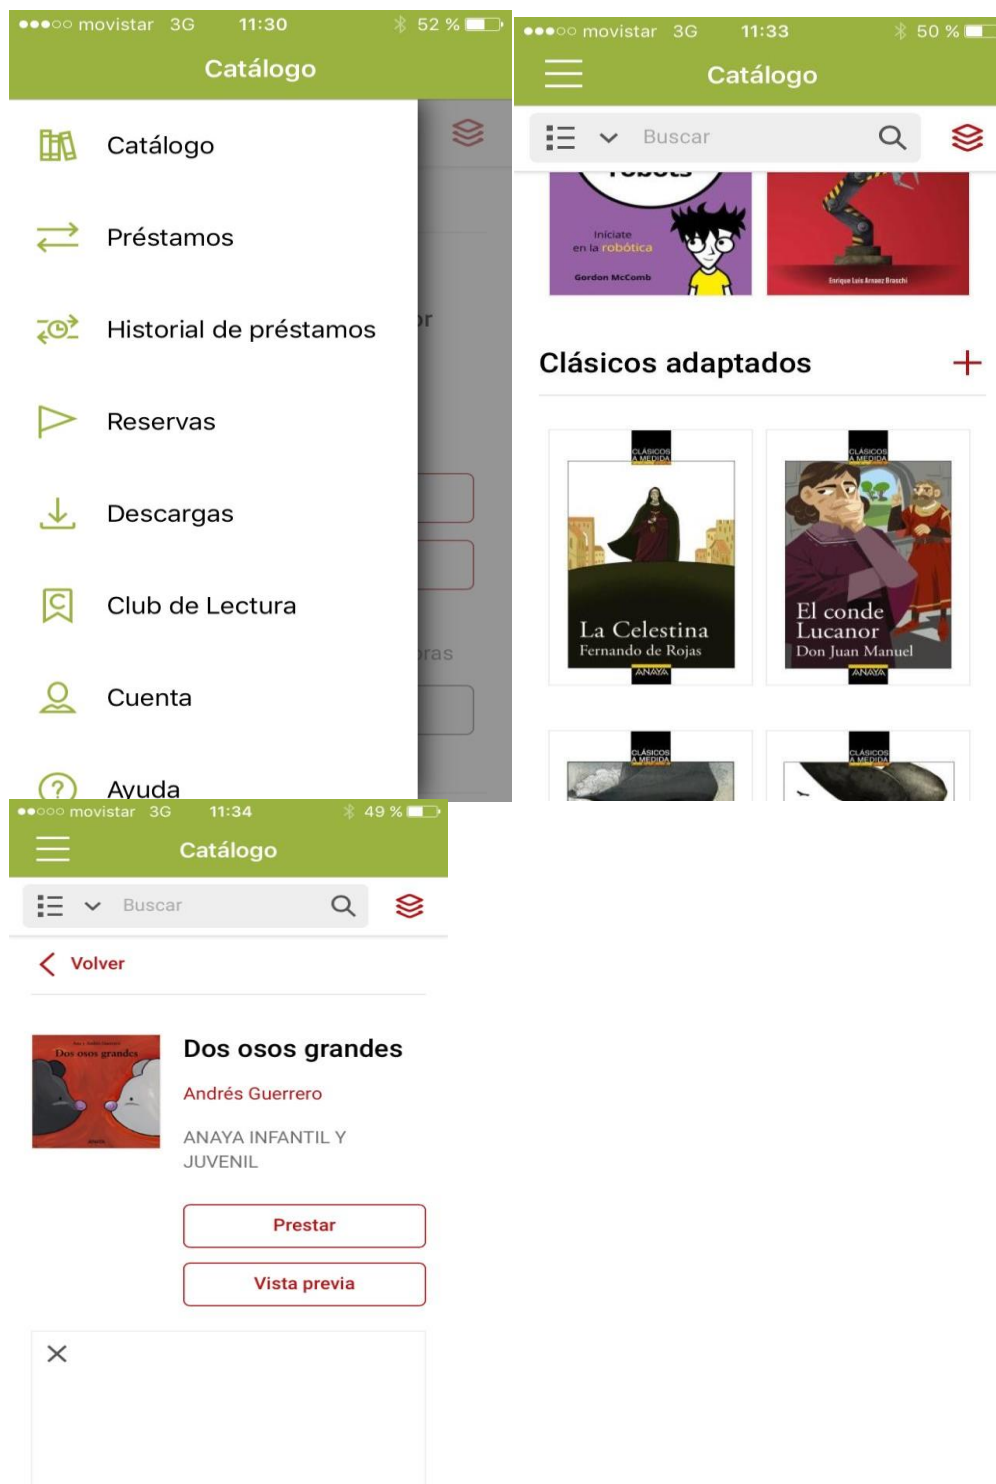 movistar 3G 11:30 52 %
Catálogo
Catálogo
Préstamos
Historial de préstamos
Reservas
Descargas
Club de Lectura
Cuenta
Ayuda
or
oras
movistar 3G 11:33 50 %
Catálogo
Buscar
robots
Iníciate
en la robótica
Gordon McComb
Enrique Luis Arnaez Braschi
Clásicos adaptados
CLÁSICOS
A MEDIDA
La Celestina
Fernando de Rojas
ANAYA
CLÁSICOS
A MEDIDA
El conde
Lucanor
Don Juan Manuel
ANAYA
CLÁSICOS
A MEDIDA
CLÁSICOS
A MEDIDA
movistar 3G 11:34 49 %
Catálogo
Buscar
Volver
Dos osos grandes
ANAYA
Dos osos grandes
Andrés Guerrero
ANAYA INFANTIL Y
JUVENIL
Prestar
Vista previa